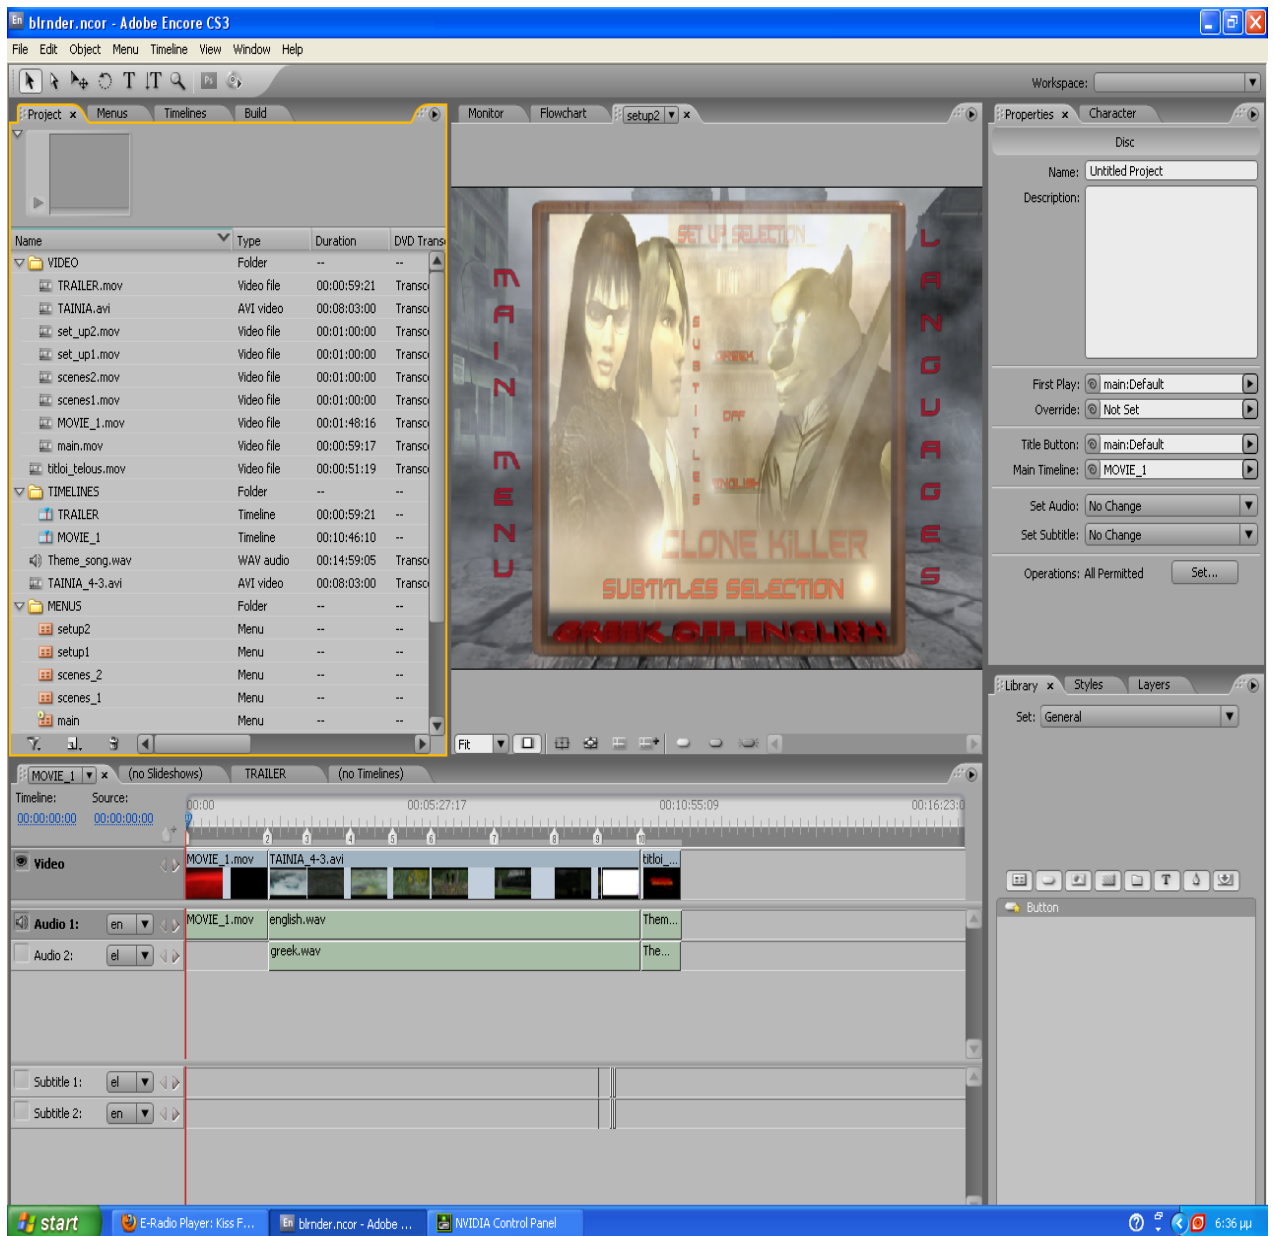 blrnder.ncor - Adobe Encore CS3
File Edit Object Menu Timeline View Window Help
Workspace:
Project Menus Timelines Build
Monitor Flowchart setup2
Properties Character
Disc
Name: Untitled Project
Description:
First Play: main:Default
Override: Not Set
Title Button: main:Default
Main Timeline: MOVIE_1
Set Audio: No Change
Set Subtitle: No Change
Operations: All Permitted Set...
Name Type Duration DVD Trans
VIDEO Folder -- --
TRAILER.mov Video file 00:00:59:21 Transc
TAINIA.avi AVI video 00:08:03:00 Transc
set_up2.mov Video file 00:01:00:00 Transc
set_up1.mov Video file 00:01:00:00 Transc
scenes2.mov Video file 00:01:00:00 Transc
scenes1.mov Video file 00:01:00:00 Transc
MOVIE_1.mov Video file 00:01:48:16 Transc
main.mov Video file 00:00:59:17 Transc
titloi_telous.mov Video file 00:00:51:19 Transc
TIMELINES Folder -- --
TRAILER Timeline 00:00:59:21 --
MOVIE_1 Timeline 00:10:46:10 --
Theme_song.wav WAV audio 00:14:59:05 Transc
TAINIA_4-3.avi AVI video 00:08:03:00 Transc
MENUS Folder -- --
setup2 Menu -- --
setup1 Menu -- --
scenes_2 Menu -- --
scenes_1 Menu -- --
main Menu -- --
SET UP SELECTION
MAIN MENU
SUBTITLES
GREEK
OFF
ENGLISH
LANGUAGES
CLONE KILLER
SUBTITLES SELECTION
GREEK OFF ENGLISH
Fit
Library Styles Layers
Set: General
Button
MOVIE_1 (no Slideshows) TRAILER (no Timelines)
Timeline: Source:
00:00:00:00 00:00:00:00
00:00 00:05:27:17 00:10:55:09 00:16:23:0
2 3 4 5 6 7 8 9 10
Video MOVIE_1.mov TAINIA_4-3.avi titloi_...
Audio 1: en MOVIE_1.mov english.wav Them...
Audio 2: el greek.wav The...
Subtitle 1: el
Subtitle 2: en
start E-Radio Player: Kiss F... blrnder.ncor - Adobe ... NVIDIA Control Panel 6:36 μμ